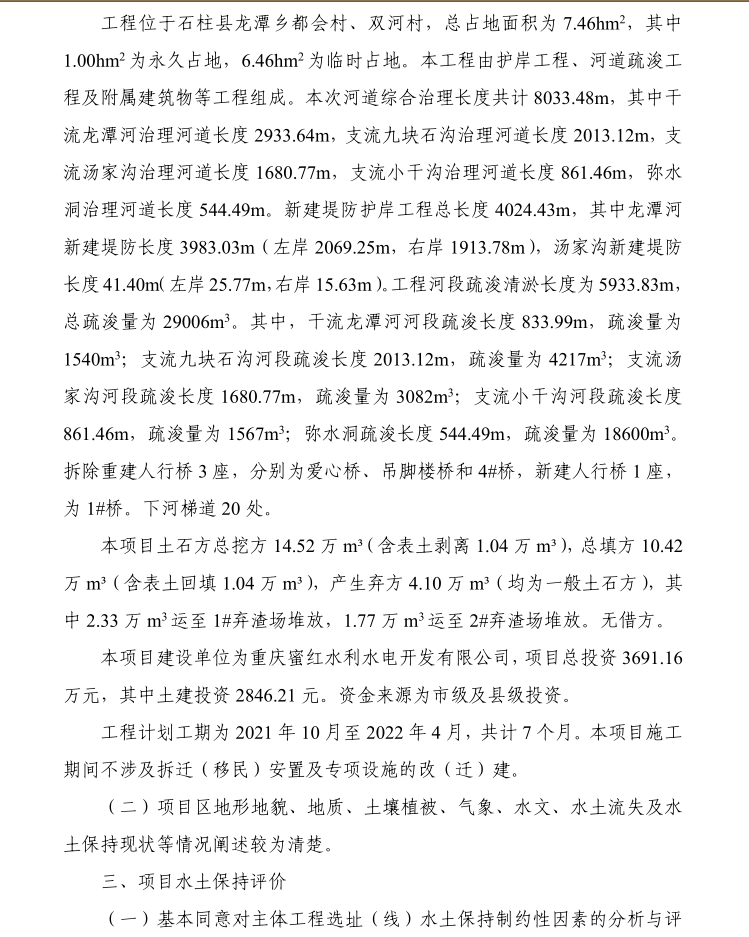 工程位于石柱县龙潭乡都会村、双河村，总占地面积为 7.46hm²，其中
1.00hm² 为永久占地，6.46hm² 为临时占地。本工程由护岸工程、河道疏浚工
程及附属建筑物等工程组成。本次河道综合治理长度共计 8033.48m，其中干
流龙潭河治理河道长度 2933.64m，支流九块石沟治理河道长度 2013.12m，支
流汤家沟治理河道长度 1680.77m，支流小干沟治理河道长度 861.46m，弥水
洞治理河道长度 544.49m。新建堤防护岸工程总长度 4024.43m，其中龙潭河
新建堤防长度 3983.03m（左岸 2069.25m，右岸 1913.78m），汤家沟新建堤防
长度 41.40m（左岸 25.77m，右岸 15.63m）。工程河段疏浚清淤长度为 5933.83m，
总疏浚量为 29006m³。其中，干流龙潭河河段疏浚长度 833.99m，疏浚量为
1540m³；支流九块石沟河段疏浚长度 2013.12m，疏浚量为 4217m³；支流汤
家沟河段疏浚长度 1680.77m，疏浚量为 3082m³；支流小干沟河段疏浚长度
861.46m，疏浚量为 1567m³；弥水洞疏浚长度 544.49m，疏浚量为 18600m³。
拆除重建人行桥 3 座，分别为爱心桥、吊脚楼桥和 4#桥，新建人行桥 1 座，
为 1#桥。下河梯道 20 处。
本项目土石方总挖方 14.52 万 m³（含表土剥离 1.04 万 m³），总填方 10.42
万 m³（含表土回填 1.04 万 m³），产生弃方 4.10 万 m³（均为一般土石方），其
中 2.33 万 m³ 运至 1#弃渣场堆放，1.77 万 m³ 运至 2#弃渣场堆放。无借方。
本项目建设单位为重庆蜜红水利水电开发有限公司，项目总投资 3691.16
万元，其中土建投资 2846.21 元。资金来源为市级及县级投资。
工程计划工期为 2021 年 10 月至 2022 年 4 月，共计 7 个月。本项目施工
期间不涉及拆迁（移民）安置及专项设施的改（迁）建。
（二）项目区地形地貌、地质、土壤植被、气象、水文、水土流失及水
土保持现状等情况阐述较为清楚。
三、项目水土保持评价
（一）基本同意对主体工程选址（线）水土保持制约性因素的分析与评